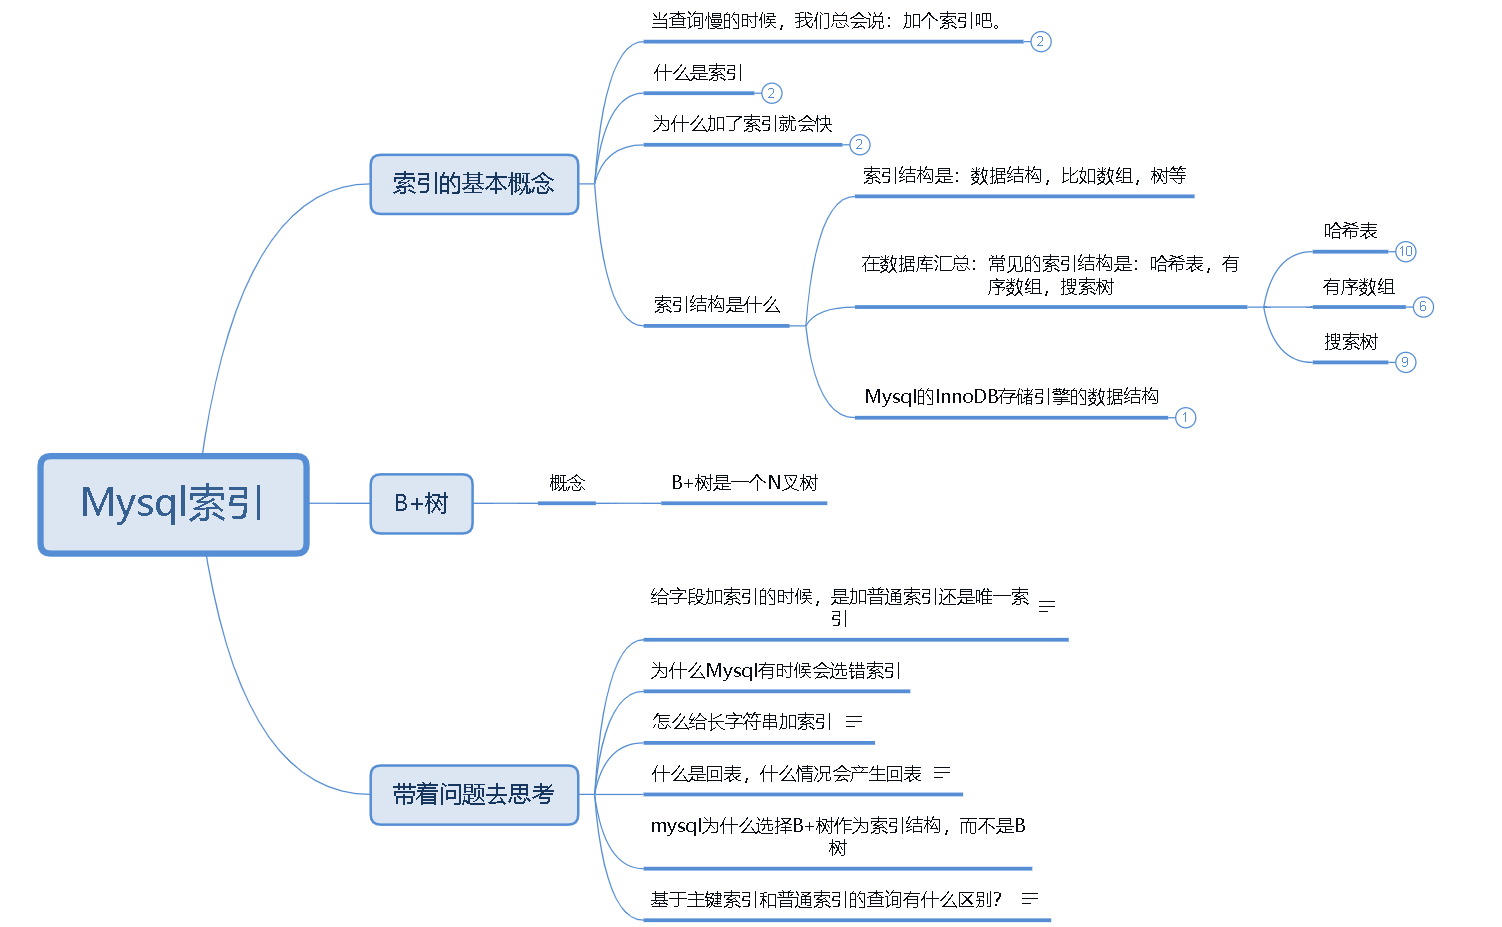 Mysql索引
索引的基本概念
当查询慢的时候，我们总会说：加个索引吧。
2
什么是索引
2
为什么加了索引就会快
2
索引结构是什么
索引结构是：数据结构，比如数组，树等
在数据库汇总：常见的索引结构是：哈希表，有
序数组，搜索树
哈希表
10
有序数组
6
搜索树
9
Mysql的InnoDB存储引擎的数据结构
1
B+树
概念
B+树是一个N叉树
带着问题去思考
给字段加索引的时候，是加普通索引还是唯一索
引
为什么Mysql有时候会选错索引
怎么给长字符串加索引
什么是回表，什么情况会产生回表
mysql为什么选择B+树作为索引结构，而不是B
树
基于主键索引和普通索引的查询有什么区别？